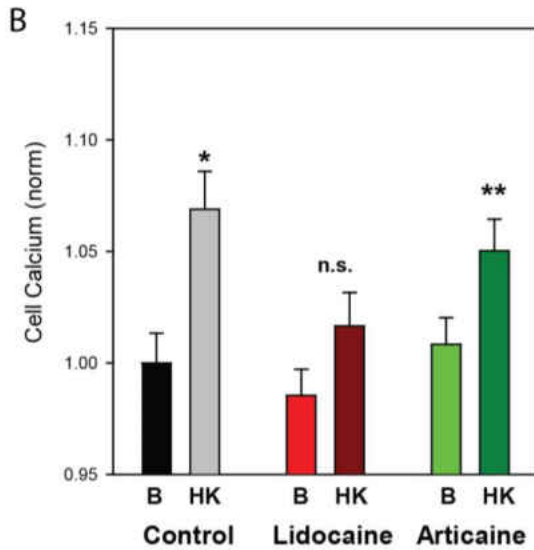 B
Cell Calcium (norm)
1.15
1.10
1.05
1.00
0.95
*
n.s.
**
B HK B HK B HK
Control Lidocaine Articaine